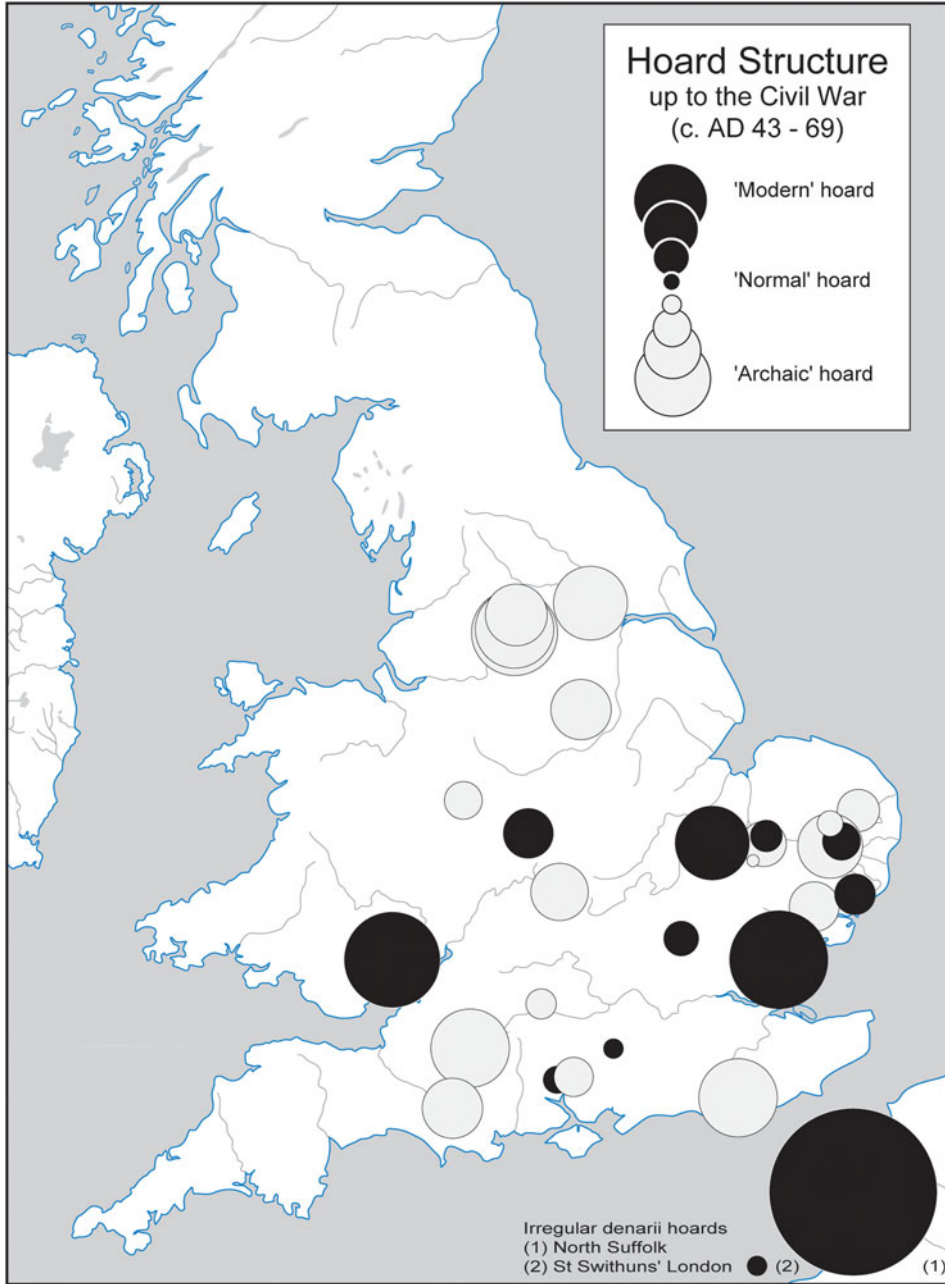 Hoard Structure
up to the Civil War
(c. AD 43 - 69)
'Modern' hoard
'Normal' hoard
'Archaic' hoard
Irregular denarii hoards
(1) North Suffolk
(2) St Swithuns' London
(2)
(1)